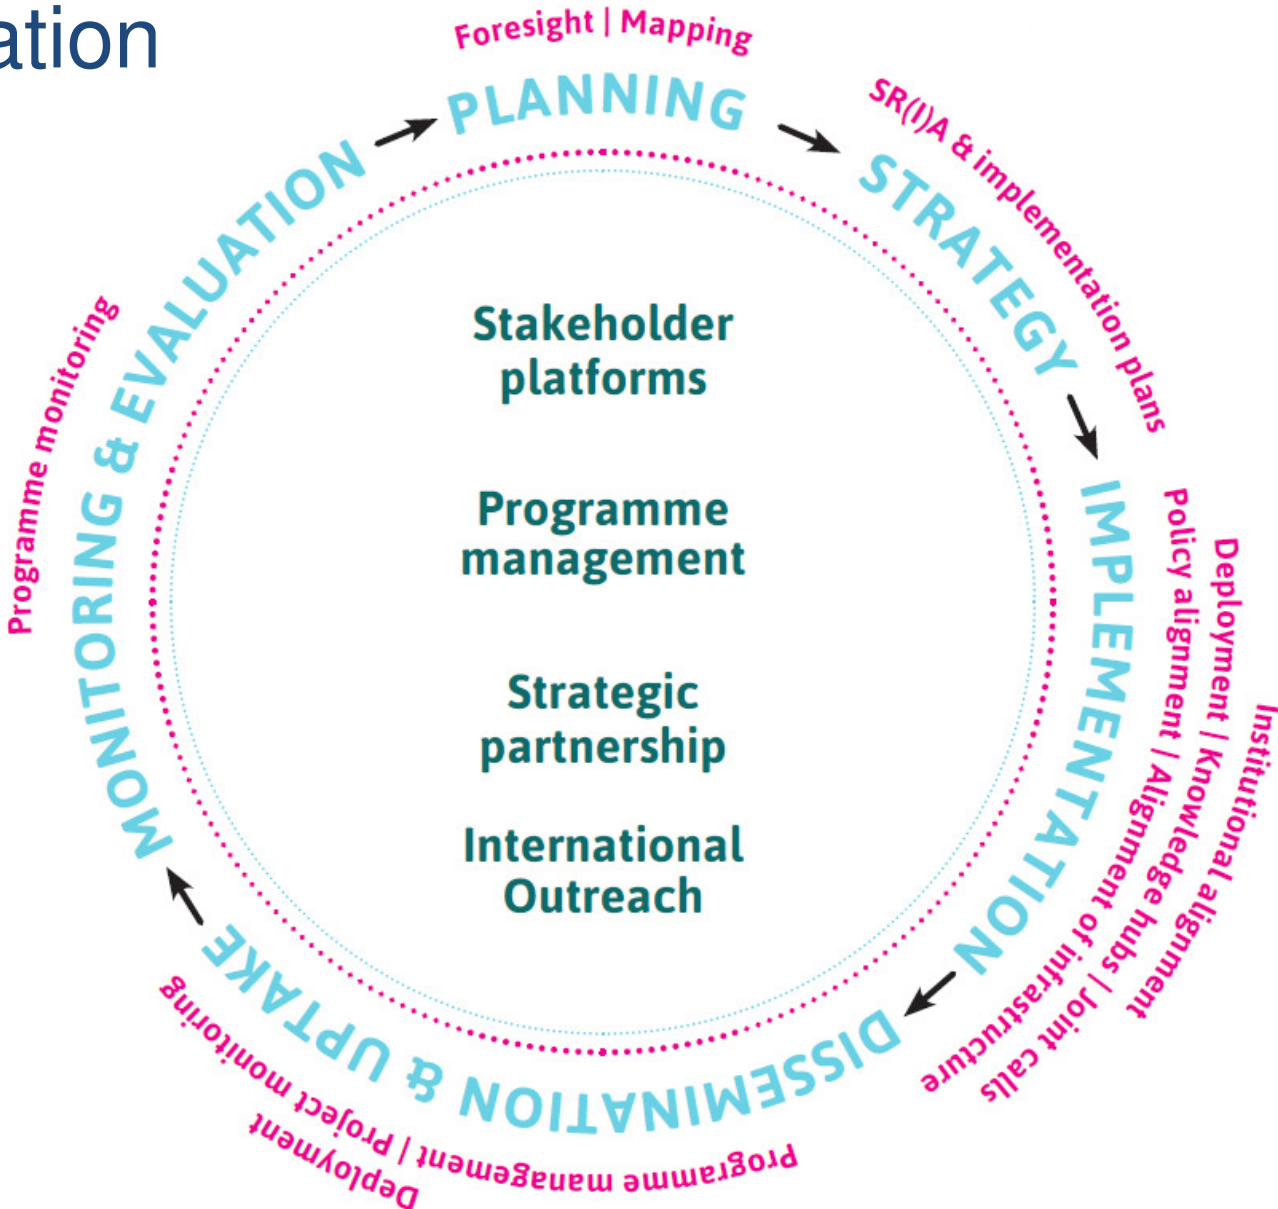 ation
Foresight | Mapping
PLANNING
SR(I)A & implementation plans
STRATEGY
IMPLEMENTATION
Policy alignment | Alignment of infrastructure
Deployment | Knowledge hubs | Joint calls
Institutional alignment
DISSEMINATION & UPTAKE
Programme management | Project monitoring
Deployment
MONITORING & EVALUATION
Programme monitoring
Stakeholder
platforms
Programme
management
Strategic
partnership
International
Outreach